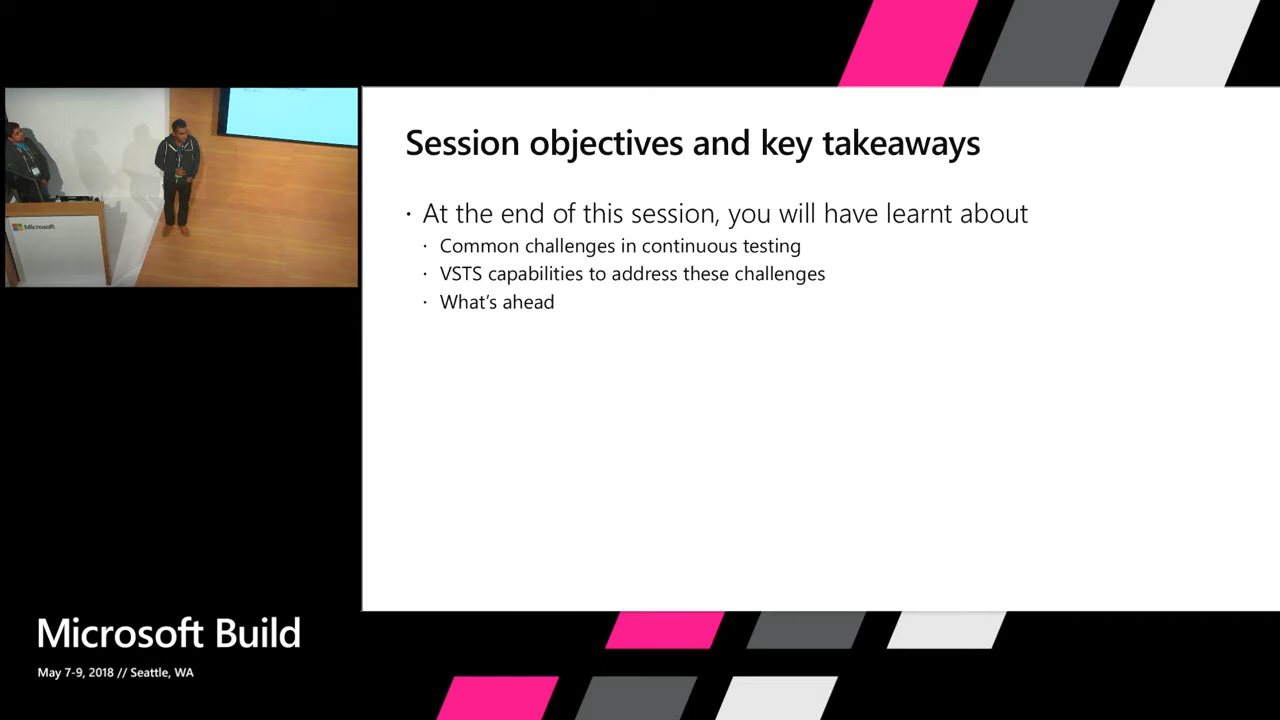 Microsoft
Session objectives and key takeaways
· At the end of this session, you will have learnt about
· Common challenges in continuous testing
· VSTS capabilities to address these challenges
· What's ahead
Microsoft Build
May 7-9, 2018 // Seattle, WA